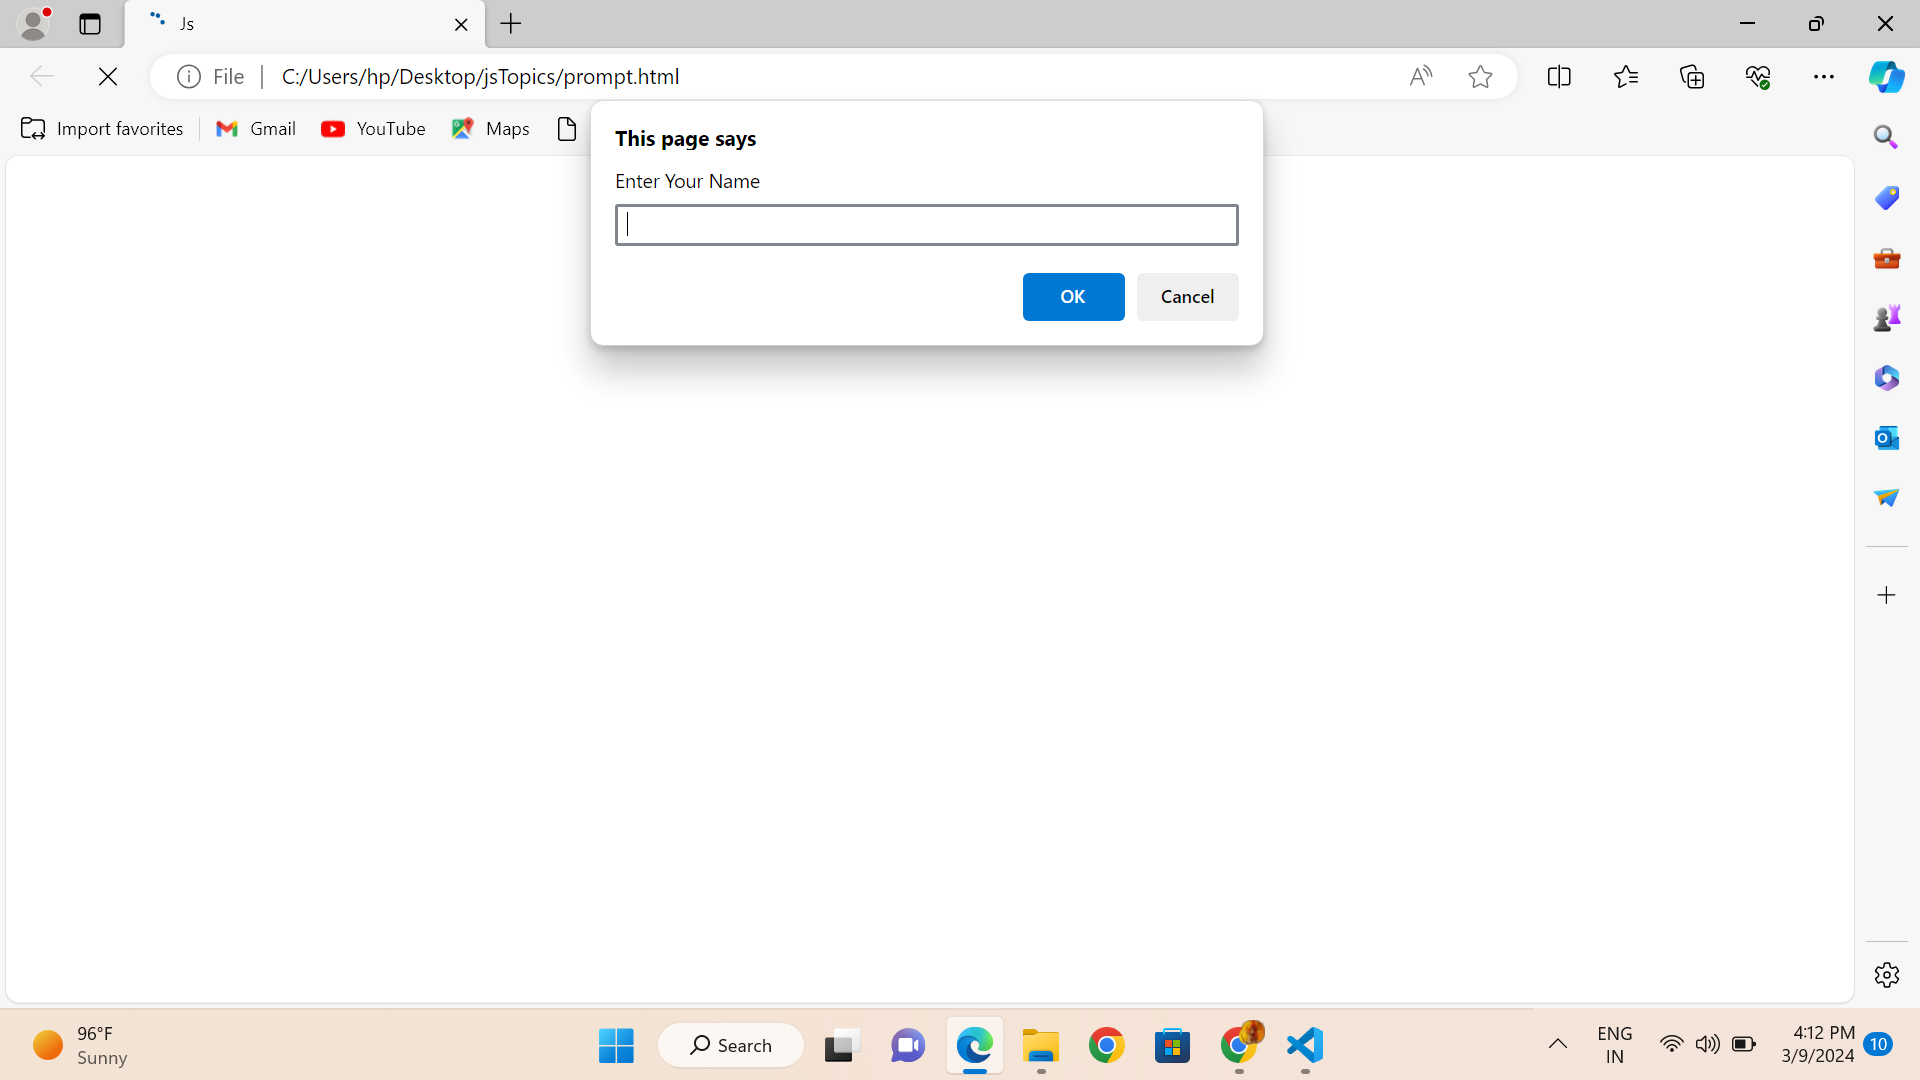 Js
File
C:/Users/hp/Desktop/jsTopics/prompt.html
Import favorites
Gmail
YouTube
Maps
This page says
Enter Your Name
OK
Cancel
96°F
Sunny
Search
ENG
IN
4:12 PM
3/9/2024
10